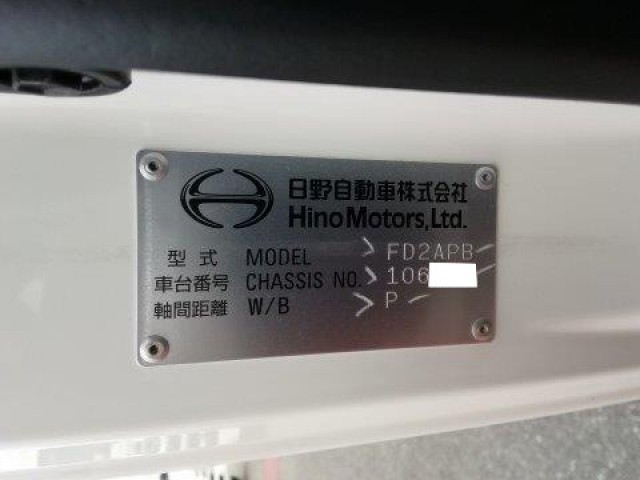 日野自動車株式会社
Hino Motors, Ltd.
型式 MODEL FD2APB
車台番号 CHASSIS NO. 106
軸間距離 W/B P